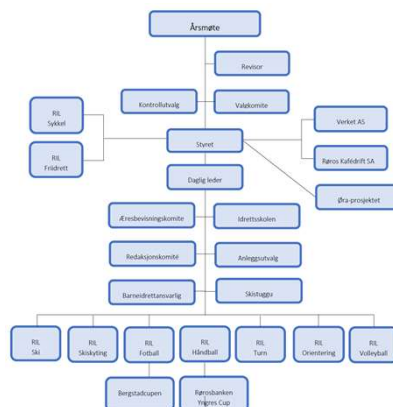 Årsmøte
Revisor
Kontrollutvalg
Valgkomite
RIL
Sykkel
RIL
Friidrett
Styret
Verket AS
Røros Kafédrift SA
Øra-prosjektet
Daglig leder
Æresbevisningskomite
Idrettsskolen
Redaksjonskomité
Anleggsutvalg
Barneidrettansvarlig
Skistuggu
RIL
Ski
RIL
Skiskyting
RIL
Fotball
RIL
Håndball
RIL
Turn
RIL
Orientering
RIL
Volleyball
Bergstadcupen
Rørosbanken
Yngres Cup